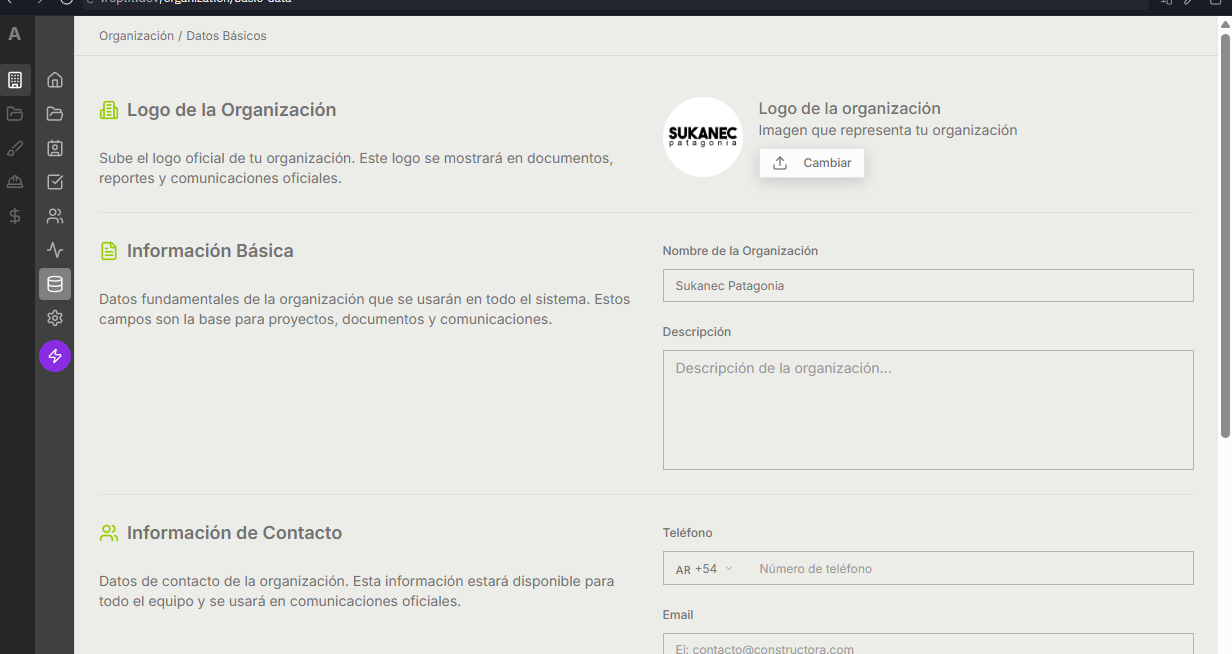 A
Organización / Datos Básicos
Logo de la Organización
Sube el logo oficial de tu organización. Este logo se mostrará en documentos,
reportes y comunicaciones oficiales.
SUKANEC
patagonia
Logo de la organización
Imagen que representa tu organización
Cambiar
Información Básica
Datos fundamentales de la organización que se usarán en todo el sistema. Estos
campos son la base para proyectos, documentos y comunicaciones.
Nombre de la Organización
Sukanec Patagonia
Descripción
Descripción de la organización...
Información de Contacto
Datos de contacto de la organización. Esta información estará disponible para
todo el equipo y se usará en comunicaciones oficiales.
Teléfono
AR +54 Número de teléfono
Email
Ej: contacto@constructora.com